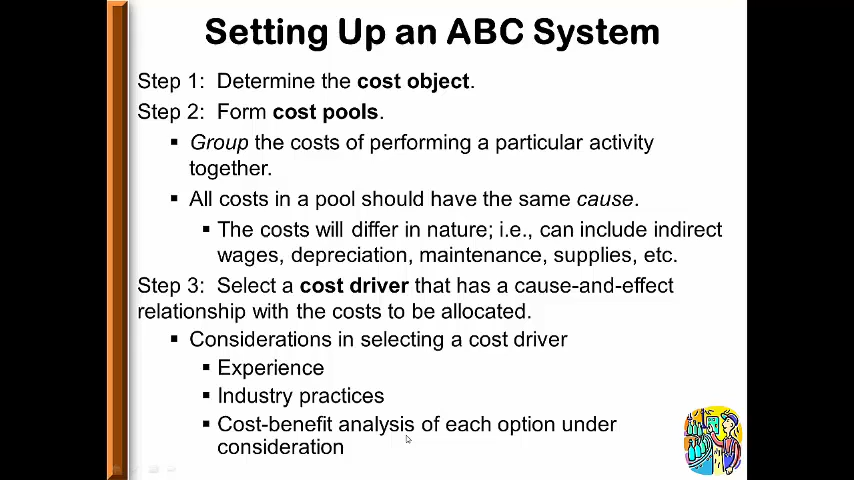 Setting Up an ABC System
Step 1: Determine the cost object.
Step 2: Form cost pools.
▪ Group the costs of performing a particular activity
together.
▪ All costs in a pool should have the same cause.
▪ The costs will differ in nature; i.e., can include indirect
wages, depreciation, maintenance, supplies, etc.
Step 3: Select a cost driver that has a cause-and-effect
relationship with the costs to be allocated.
▪ Considerations in selecting a cost driver
▪ Experience
▪ Industry practices
▪ Cost-benefit analysis of each option under
consideration